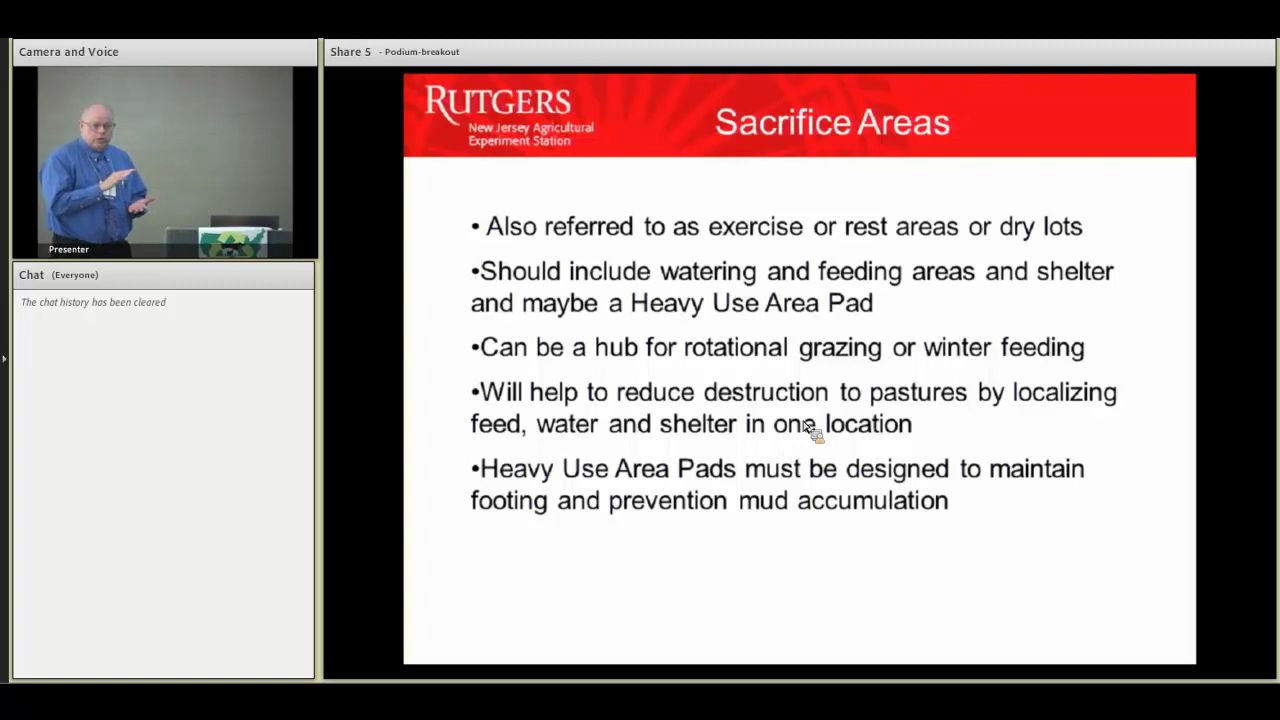 Camera and Voice
Presenter
Chat (Everyone)
The chat history has been cleared
Share 5 - Podium-breakout
RUTGERS
New Jersey Agricultural
Experiment Station
Sacrifice Areas
• Also referred to as exercise or rest areas or dry lots
•Should include watering and feeding areas and shelter
and maybe a Heavy Use Area Pad
•Can be a hub for rotational grazing or winter feeding
•Will help to reduce destruction to pastures by localizing
feed, water and shelter in one location
•Heavy Use Area Pads must be designed to maintain
footing and prevention mud accumulation